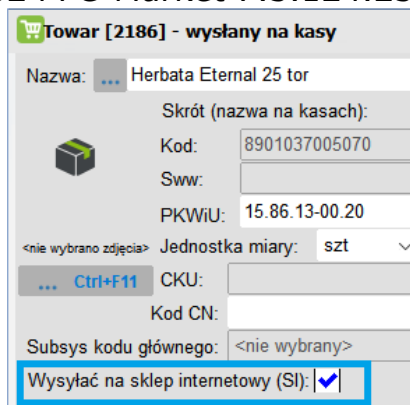 Towar [2186] - wysłany na kasy
Nazwa: ... Herbata Eternal 25 tor
Skrót (nazwa na kasach):
Kod: 8901037005070
Sww:
PKWiU: 15.86.13-00.20
<nie wybrano zdjęcia> Jednostka miary: szt
... Ctrl+F11 CKU:
Kod CN:
Subsys kodu głównego: <nie wybrany>
Wysyłać na sklep internetowy (SI):